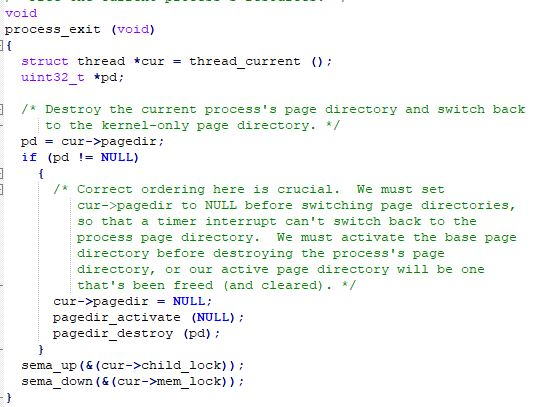 void
process_exit (void)
{
struct thread *cur = thread_current ();
uint32_t *pd;
/* Destroy the current process's page directory and switch back
to the kernel-only page directory. */
pd = cur->pagedir;
if (pd != NULL)
{
/* Correct ordering here is crucial.  We must set
cur->pagedir to NULL before switching page directories,
so that a timer interrupt can't switch back to the
process page directory.  We must activate the base page
directory before destroying the process's page
directory, or our active page directory will be one
that's been freed (and cleared). */
cur->pagedir = NULL;
pagedir_activate (NULL);
pagedir_destroy (pd);
}
sema_up(&(cur->child_lock));
sema_down(&(cur->mem_lock));
}